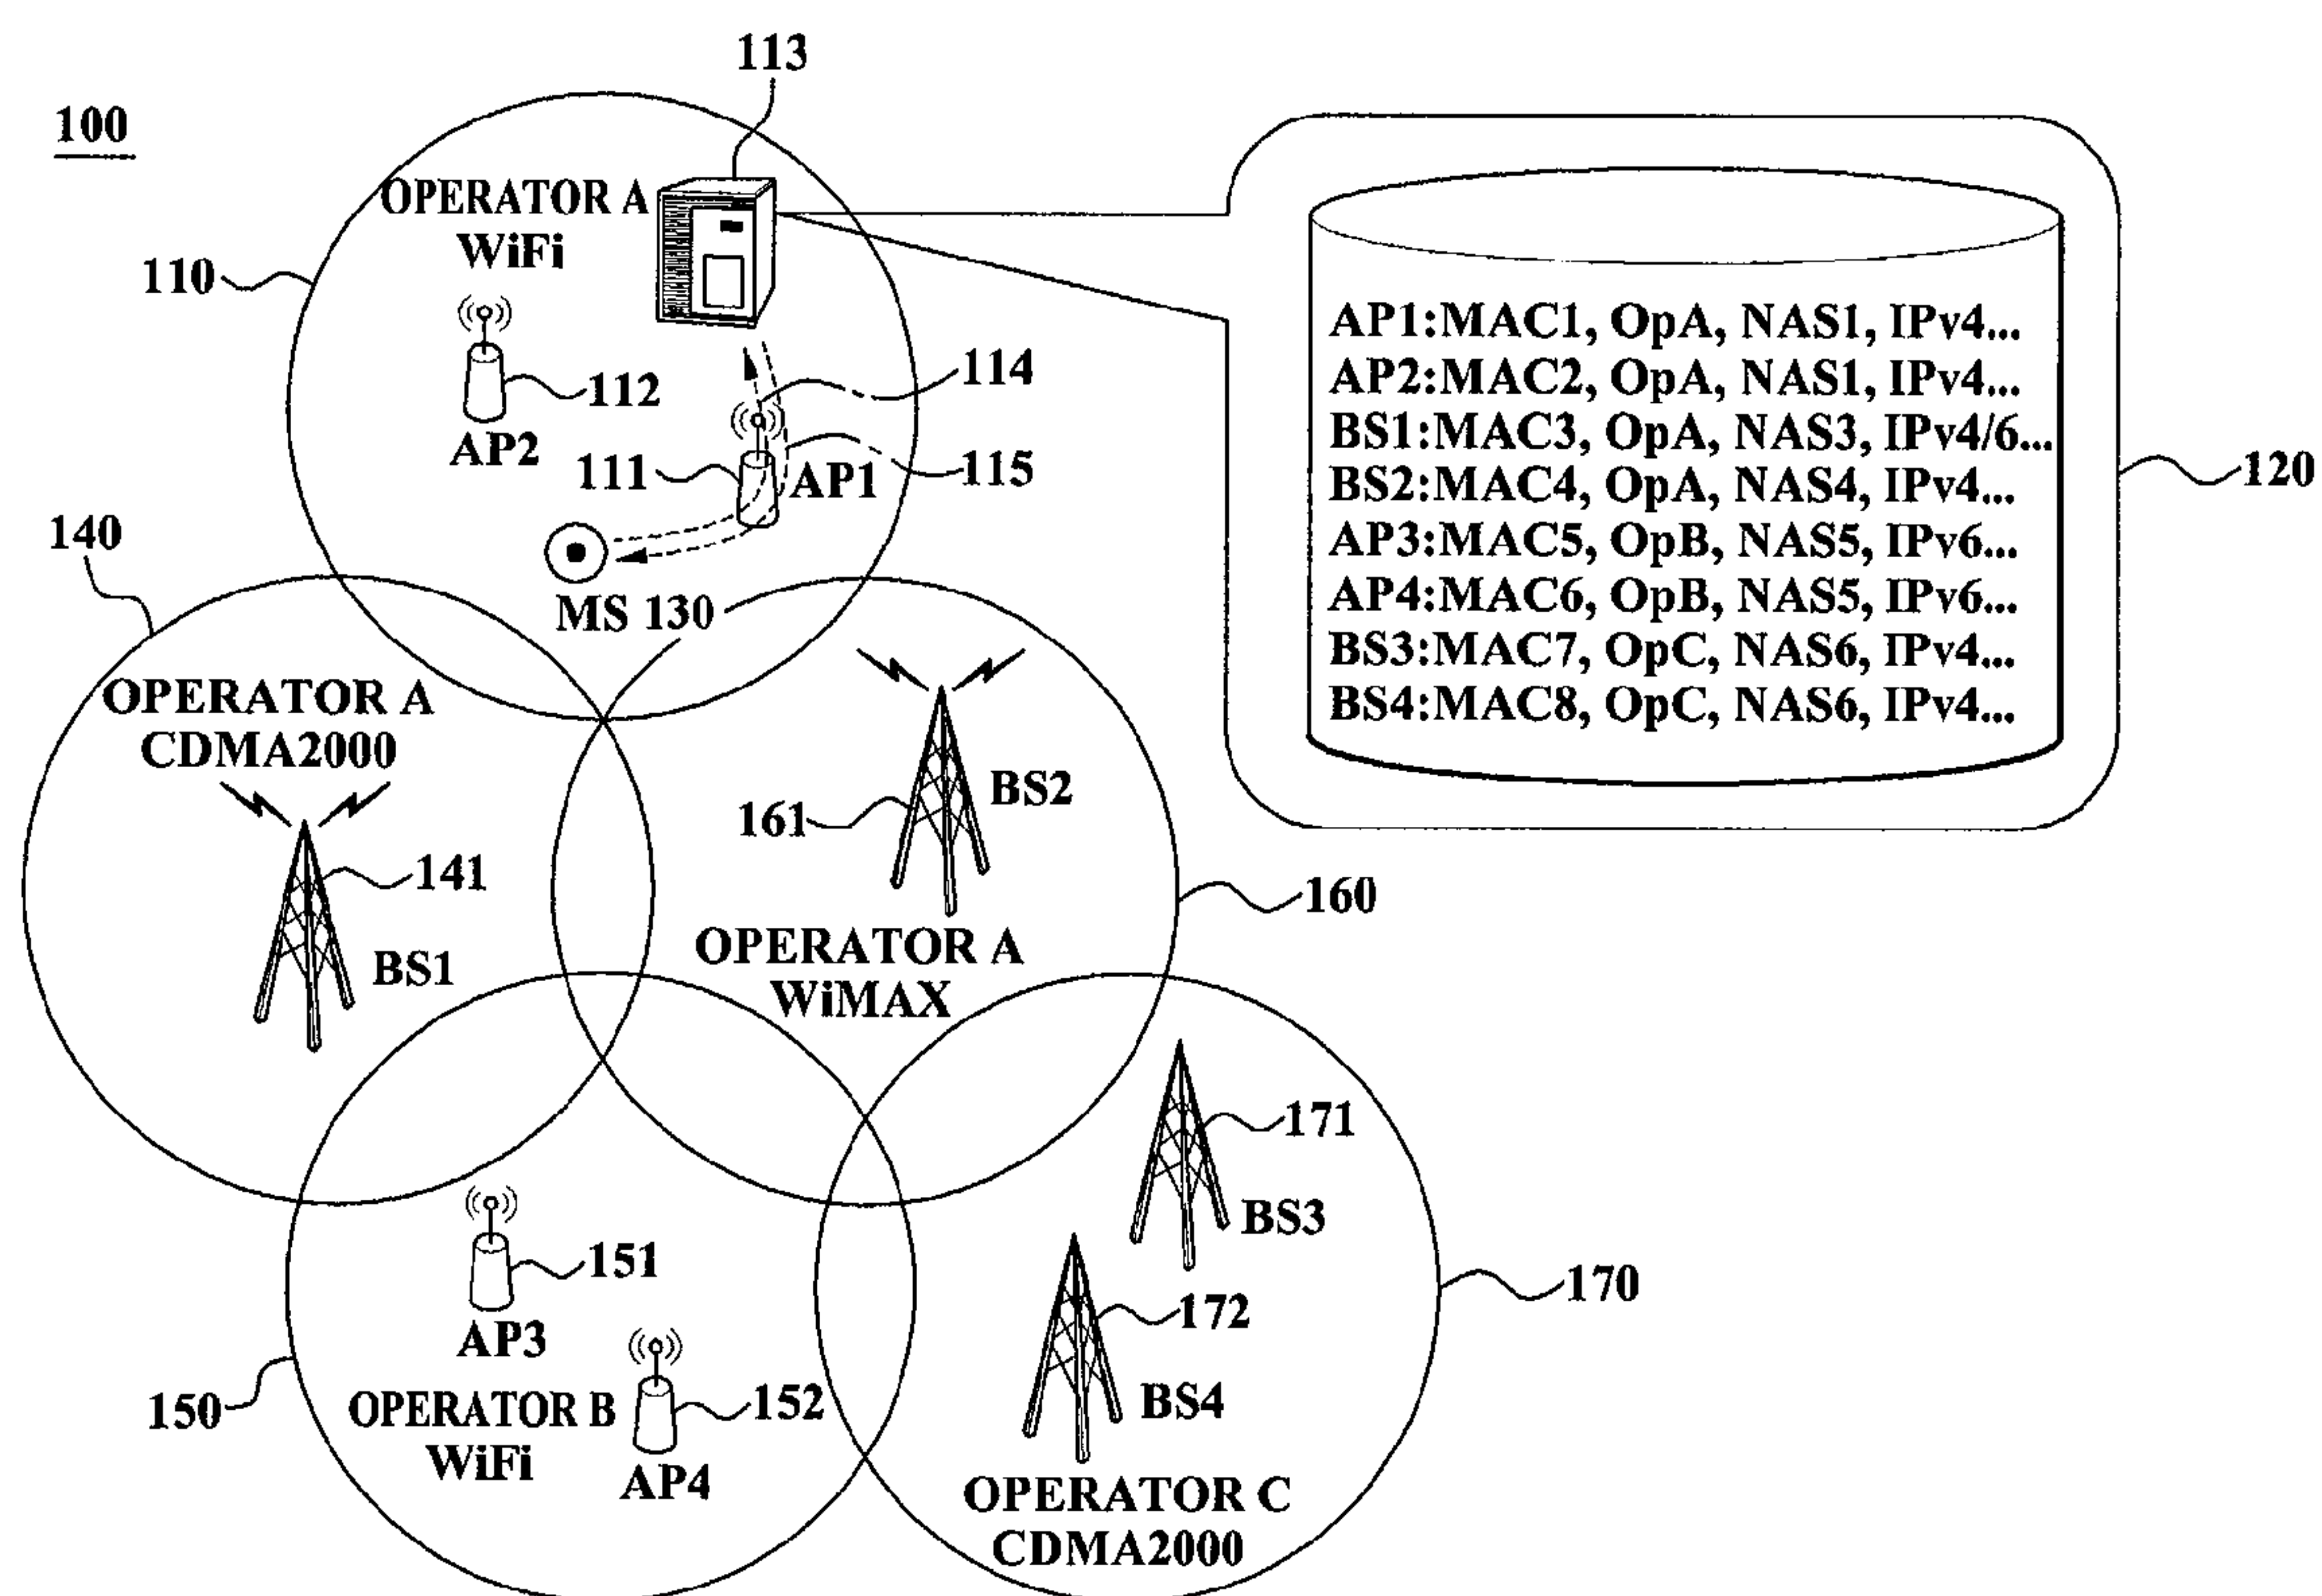 113
100
OPERATOR A
WiFi
110
112
AP2
114
111
AP1
115
MS 130
120
AP1:MAC1, OpA, NAS1, IPv4...
AP2:MAC2, OpA, NAS1, IPv4...
BS1:MAC3, OpA, NAS3, IPv4/6...
BS2:MAC4, OpA, NAS4, IPv4...
AP3:MAC5, OpB, NAS5, IPv6...
AP4:MAC6, OpB, NAS5, IPv6...
BS3:MAC7, OpC, NAS6, IPv4...
BS4:MAC8, OpC, NAS6, IPv4...
140
OPERATOR A
CDMA2000
141
BS1
161
BS2
160
OPERATOR A
WiMAX
171
BS3
170
172
BS4
OPERATOR C
CDMA2000
151
AP3
150
OPERATOR B
WiFi
152
AP4